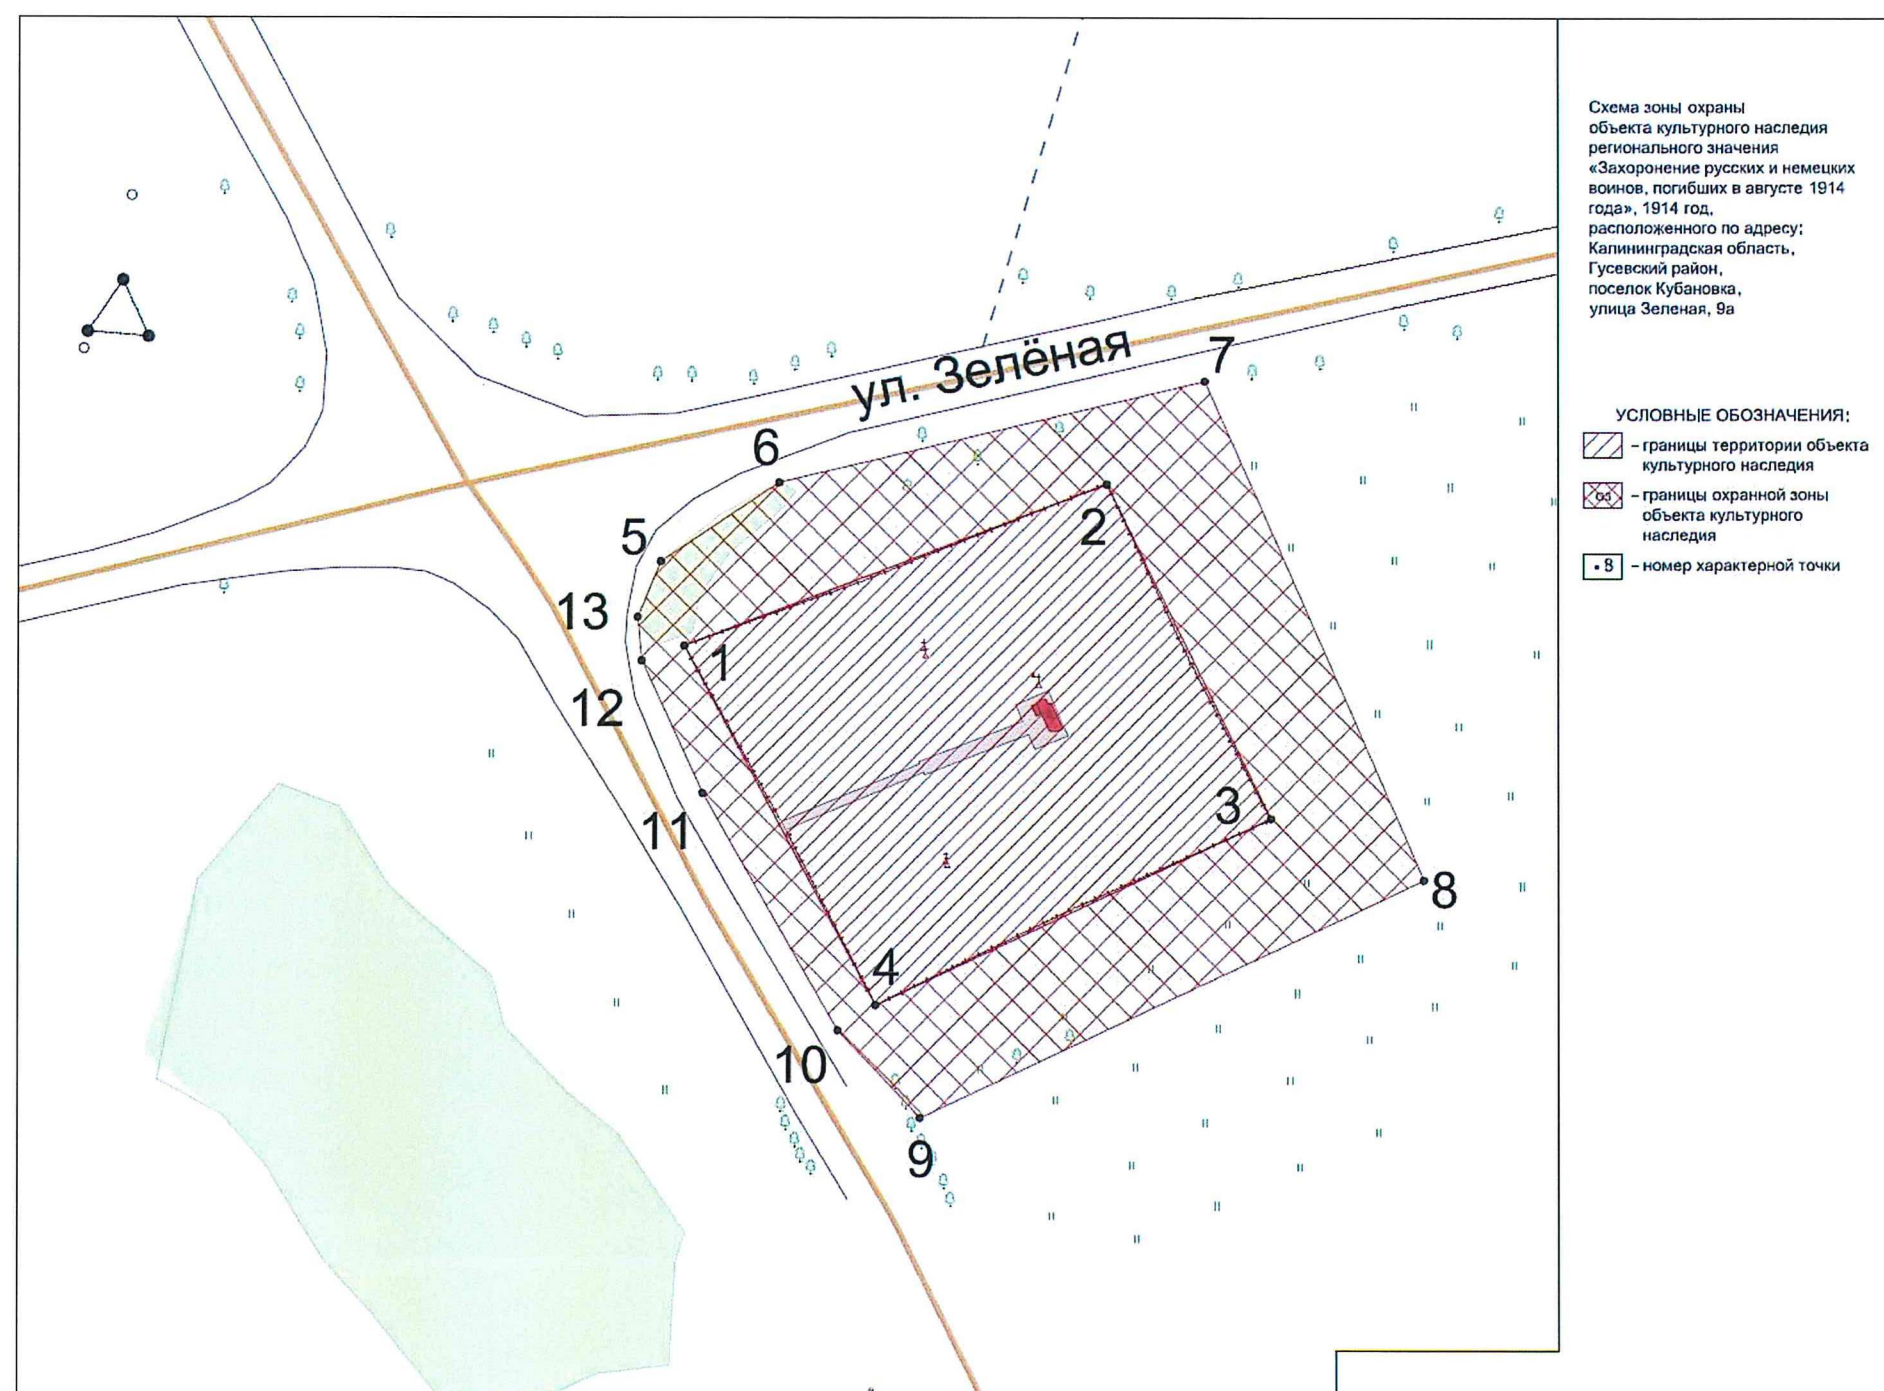 Схема зоны охраны
объекта культурного наследия
регионального значения
«Захоронение русских и немецких
воинов, погибших в августе 1914
года», 1914 год,
расположенного по адресу:
Калининградская область,
Гусевский район,
поселок Кубановка,
улица Зеленая, 9а
УСЛОВНЫЕ ОБОЗНАЧЕНИЯ:
– границы территории объекта
культурного наследия
оз – границы охранной зоны
объекта культурного
наследия
• 8 – номер характерной точки
ул. Зелёная
7
6
2
5
13
1
12
11
3
8
4
10
9